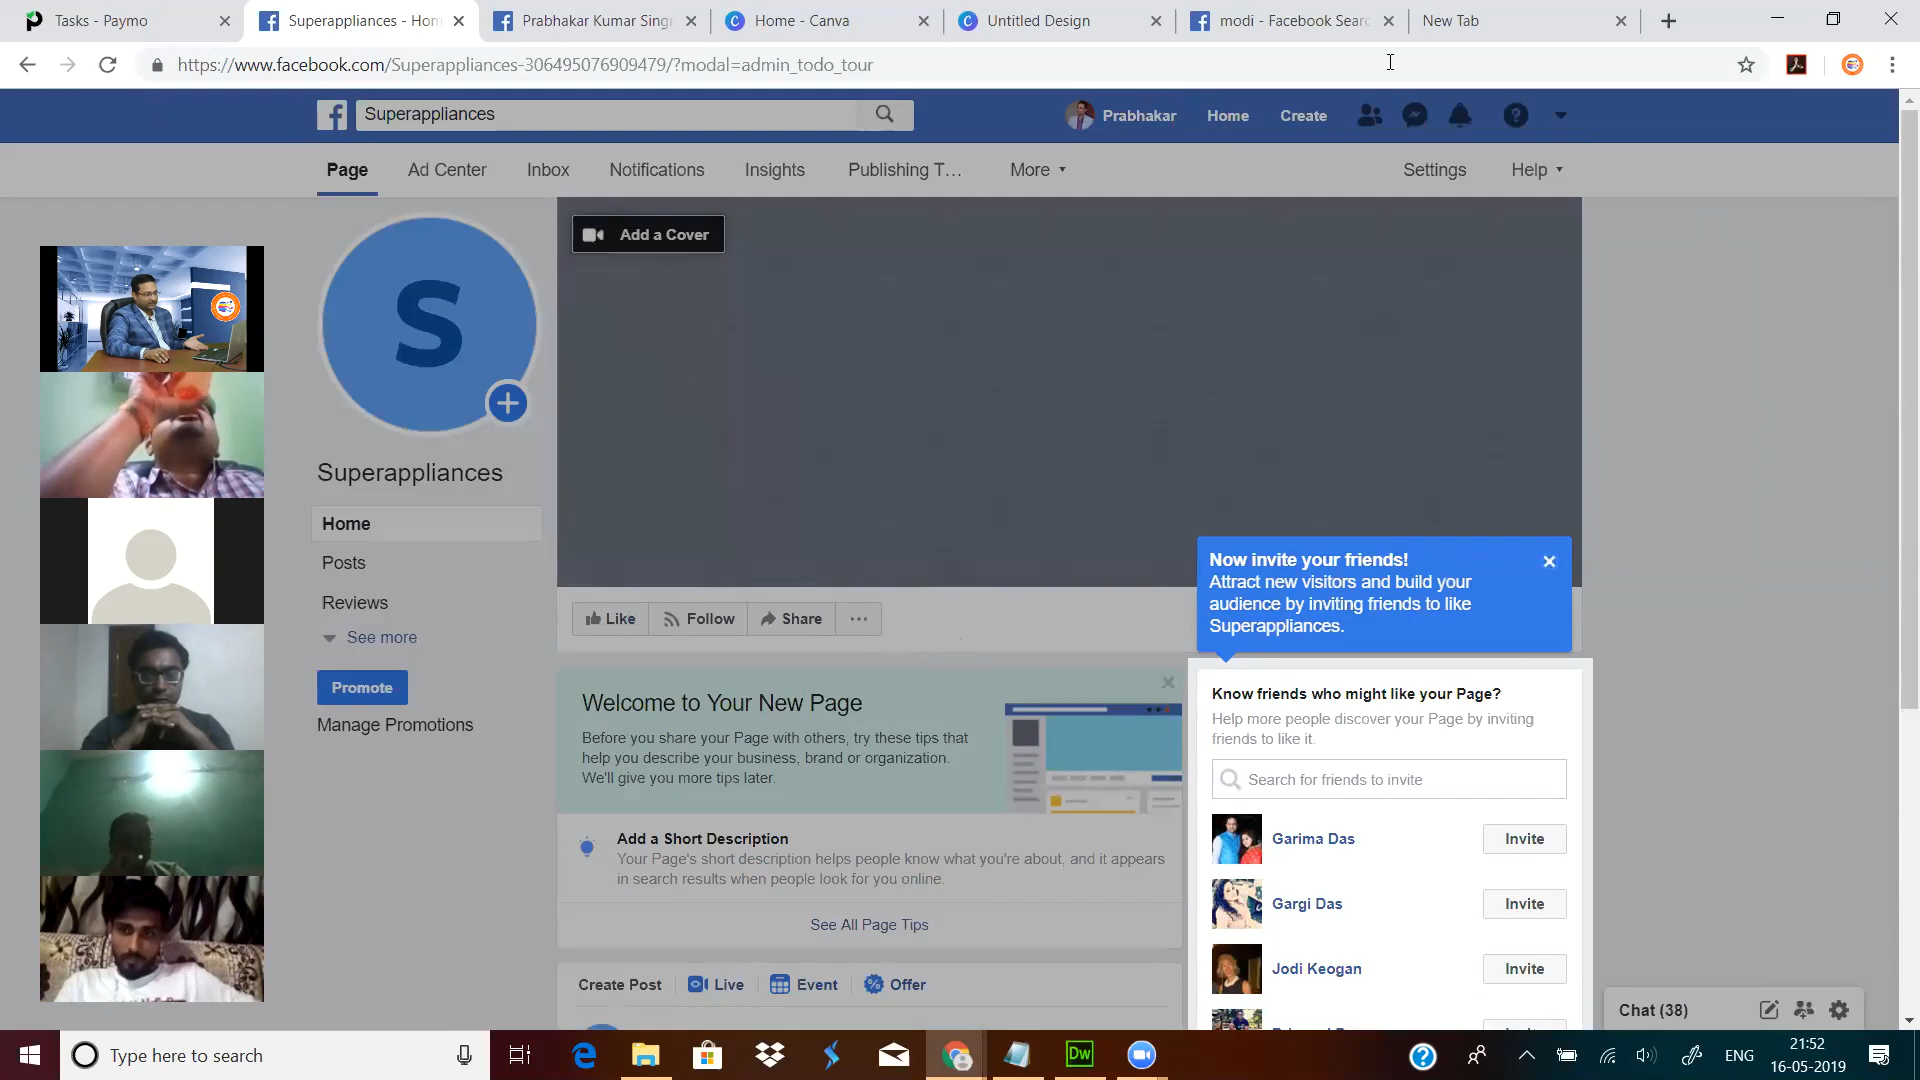 Tasks - Paymo
Superappliances - Hom
Prabhakar Kumar Sing
Home - Canva
Untitled Design
modi - Facebook Searc
New Tab
https://www.facebook.com/Superappliances-306495076909479/?modal=admin_todo_tour
Superappliances
Prabhakar
Home
Create
Page
Ad Center
Inbox
Notifications
Insights
Publishing T...
More
Settings
Help
Add a Cover
S
Superappliances
Home
Posts
Reviews
See more
Promote
Manage Promotions
Like
Follow
Share
Now invite your friends!
Attract new visitors and build your
audience by inviting friends to like
Superappliances.
Welcome to Your New Page
Before you share your Page with others, try these tips that
help you describe your business, brand or organization.
We'll give you more tips later.
Add a Short Description
Your Page's short description helps people know what you're about, and it appears
in search results when people look for you online.
See All Page Tips
Create Post
Live
Event
Offer
Know friends who might like your Page?
Help more people discover your Page by inviting
friends to like it.
Search for friends to invite
Garima Das
Invite
Gargi Das
Invite
Jodi Keogan
Invite
Chat (38)
Type here to search
Dw
ENG
21:52
16-05-2019